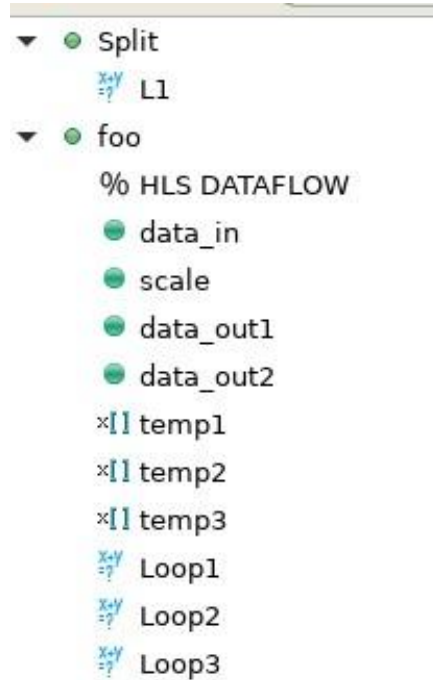 Split
L1
foo
% HLS DATAFLOW
data_in
scale
data_out1
data_out2
x[] temp1
x[] temp2
x[] temp3
x+y=? Loop1
x+y=? Loop2
x+y=? Loop3